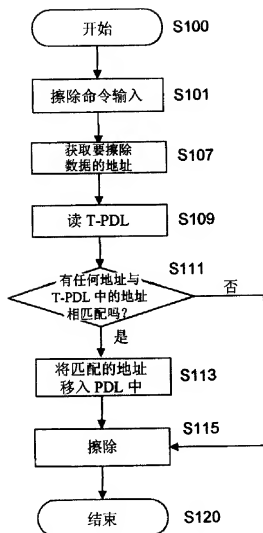 开始 S100
擦除命令输入 S101
获取要擦除
数据的地址
S107
读 T-PDL S109
S111
有任何地址与
T-PDL 中的地址
相匹配吗?
否
是
将匹配的地址
移入 PDL 中
S113
S115
擦除
结束 S120